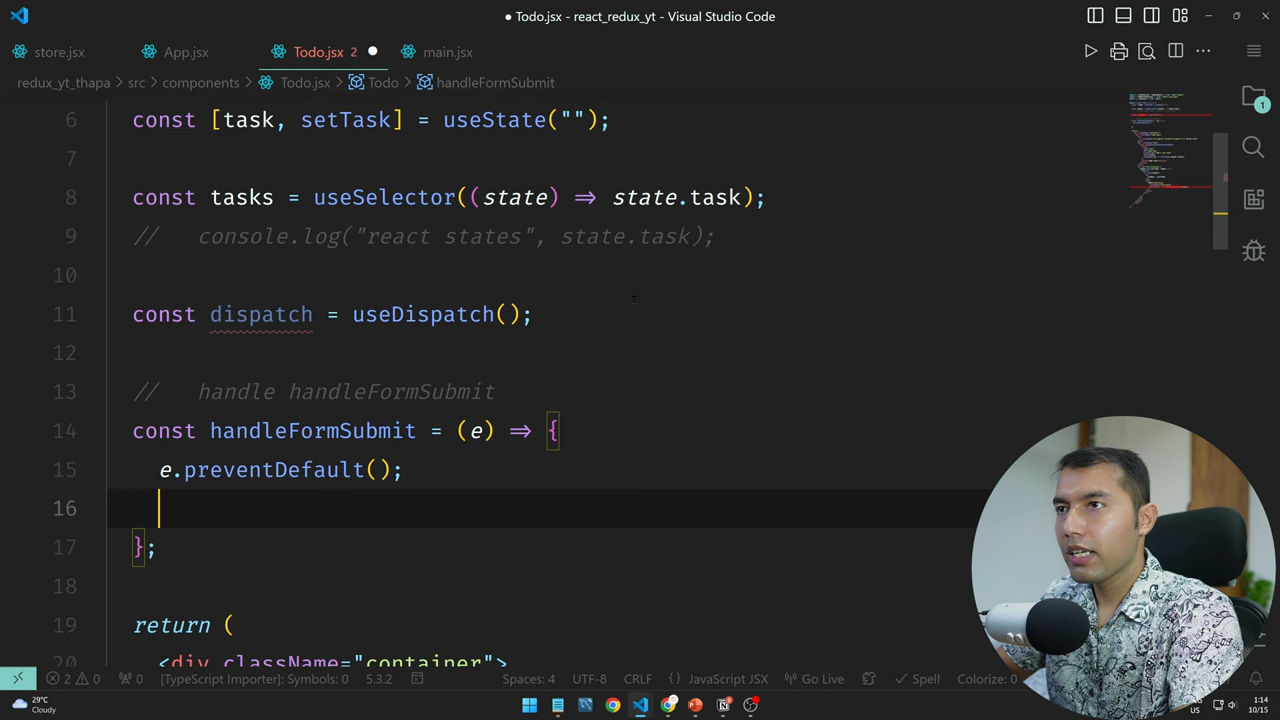 ● Todo.jsx - react_redux_yt - Visual Studio Code
store.jsx App.jsx Todo.jsx 2 ● main.jsx
redux_yt_thapa > src > components > Todo.jsx > Todo > handleFormSubmit
6 const [task, setTask] = useState("");
7
8 const tasks = useSelector((state) => state.task);
9 // console.log("react states", state.task);
10
11 const dispatch = useDispatch();
12
13 // handle handleFormSubmit
14 const handleFormSubmit = (e) => {
15 e.preventDefault();
16
17 };
18
19 return (
20 <div className="container">
1
2 0 0 [TypeScript Importer]: Symbols: 0 5.3.2 Spaces: 4 UTF-8 CRLF { } JavaScript JSX Go Live Spell Colorize: 0
29°C
Cloudy
1:14
10/15
US